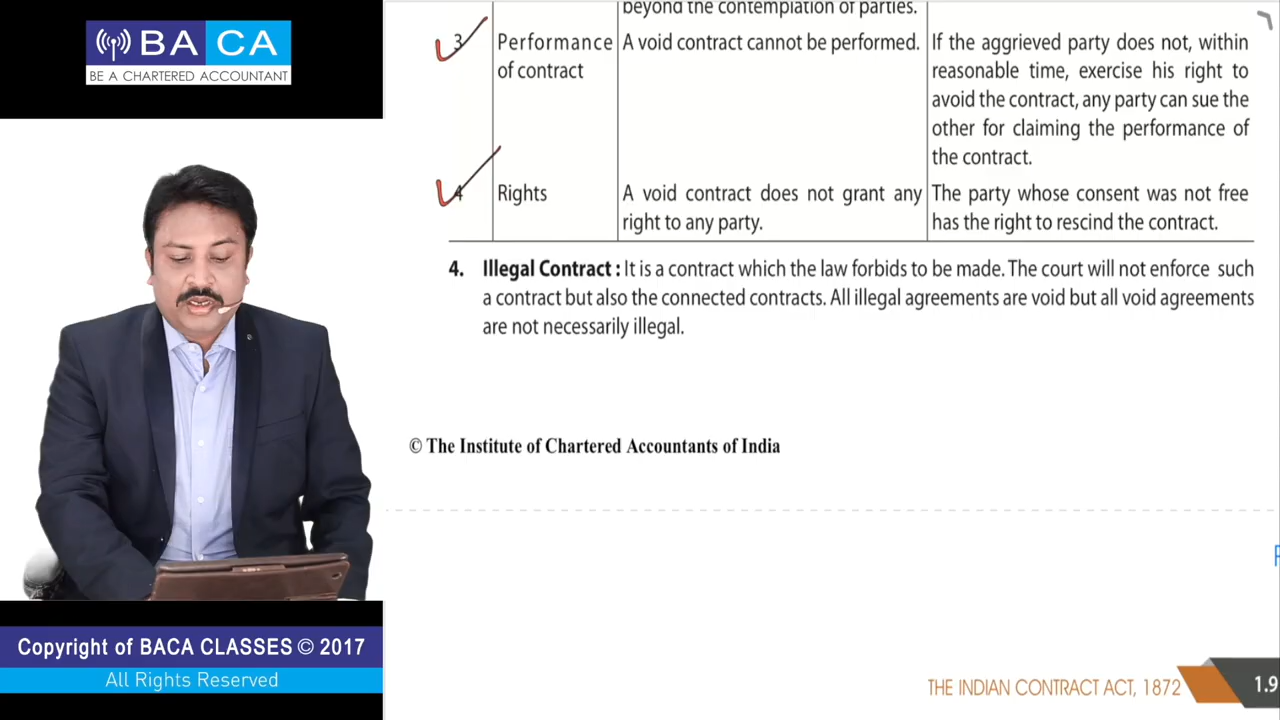 BA CA
BE A CHARTERED ACCOUNTANT
beyond the contemplation of parties.
3 Performance of contract A void contract cannot be performed. If the aggrieved party does not, within
reasonable time, exercise his right to
avoid the contract, any party can sue the
other for claiming the performance of
the contract.
4 Rights A void contract does not grant any The party whose consent was not free
right to any party. has the right to rescind the contract.
4. Illegal Contract : It is a contract which the law forbids to be made. The court will not enforce such
a contract but also the connected contracts. All illegal agreements are void but all void agreements
are not necessarily illegal.
© The Institute of Chartered Accountants of India
Copyright of BACA CLASSES © 2017
All Rights Reserved
THE INDIAN CONTRACT ACT, 1872 1.9